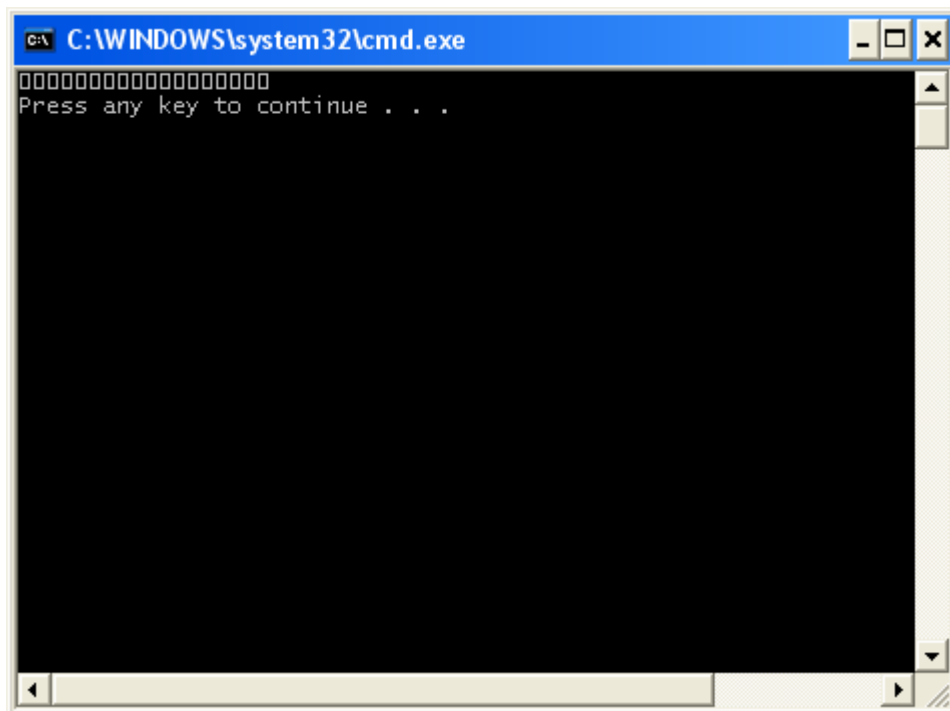 C:\WINDOWS\system32\cmd.exe
▯▯▯▯▯▯▯▯▯▯▯▯▯▯▯▯▯▯
Press any key to continue . . .